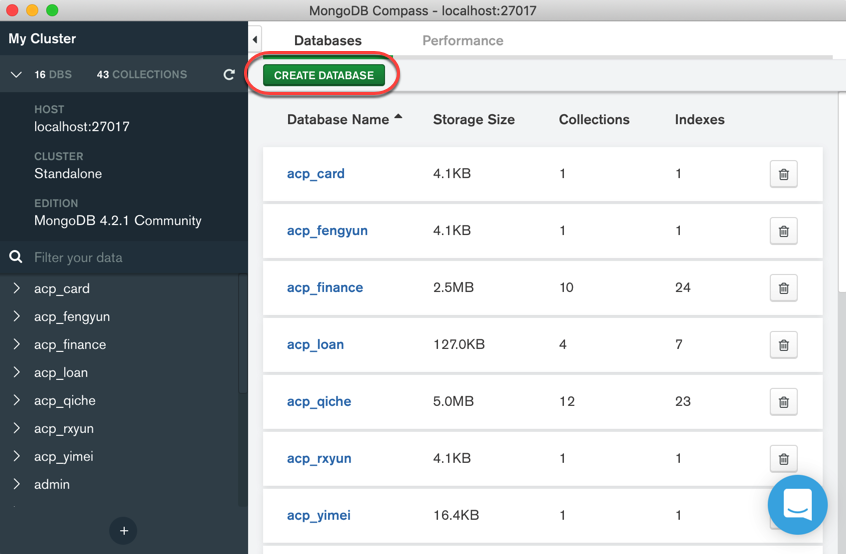 MongoDB Compass - localhost:27017
My Cluster
16 DBS 43 COLLECTIONS
HOST
localhost:27017
CLUSTER
Standalone
EDITION
MongoDB 4.2.1 Community
Filter your data
acp_card
acp_fengyun
acp_finance
acp_loan
acp_qiche
acp_rxyun
acp_yimei
admin
Databases Performance
CREATE DATABASE
Database Name Storage Size Collections Indexes
acp_card 4.1KB 1 1
acp_fengyun 4.1KB 1 1
acp_finance 2.5MB 10 24
acp_loan 127.0KB 4 7
acp_qiche 5.0MB 12 23
acp_rxyun 4.1KB 1 1
acp_yimei 16.4KB 1 1